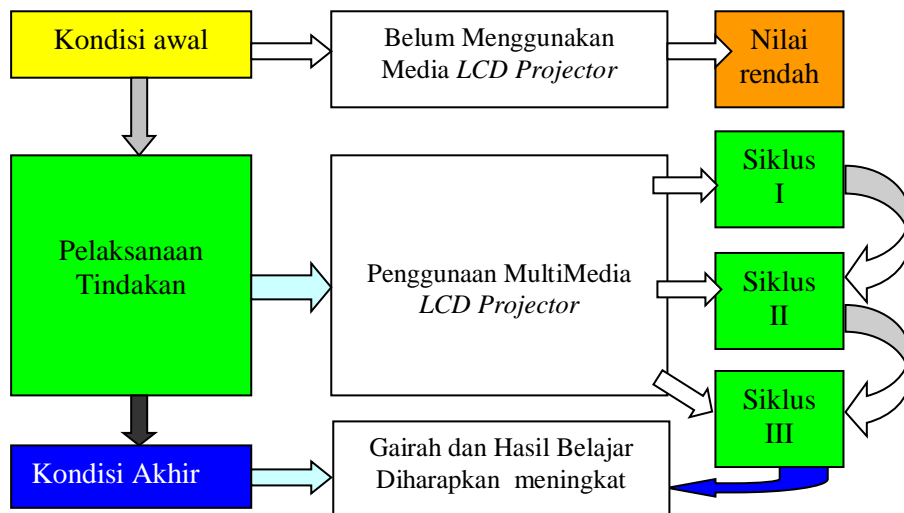 Kondisi awal
Belum Menggunakan
Media LCD Projector
Nilai
rendah
Pelaksanaan
Tindakan
Penggunaan MultiMedia
LCD Projector
Siklus
I
Siklus
II
Siklus
III
Kondisi Akhir
Gairah dan Hasil Belajar
Diharapkan  meningkat